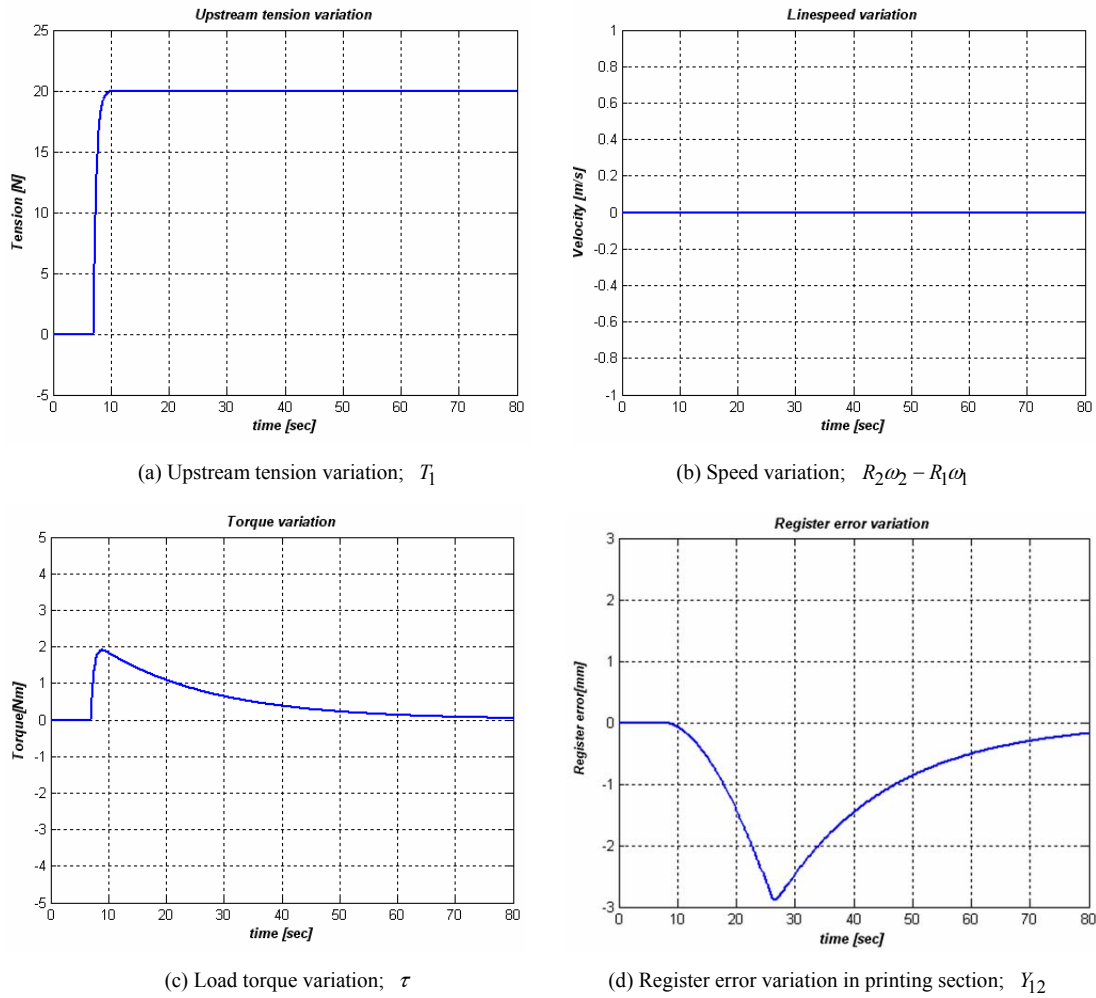 Upstream tension variation
25
20
15
10
5
0
-5
Tension [N]
0 10 20 30 40 50 60 70 80
time [sec]
(a) Upstream tension variation; T₁
Linespeed variation
1
0.8
0.6
0.4
0.2
0
-0.2
-0.4
-0.6
-0.8
-1
Velocity [m/s]
0 10 20 30 40 50 60 70 80
time [sec]
(b) Speed variation; R₂ω₂ − R₁ω₁
Torque variation
5
4
3
2
1
0
-1
-2
-3
-4
-5
Torque[Nm]
0 10 20 30 40 50 60 70 80
time [sec]
(c) Load torque variation; τ
Register error variation
3
2
1
0
-1
-2
-3
Register error[mm]
0 10 20 30 40 50 60 70 80
time [sec]
(d) Register error variation in printing section; Y₁₂